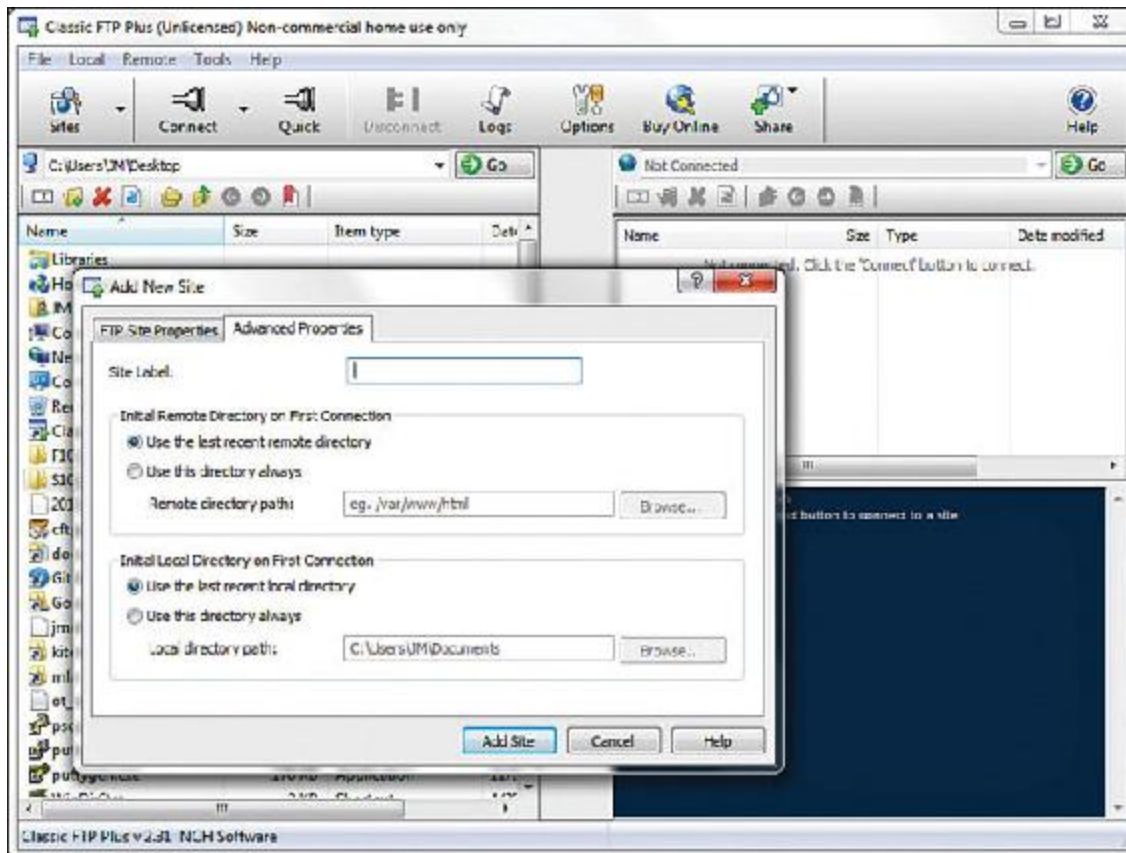 Classic FTP Plus (Unlicensed) Non-commercial home use only
File Local Remote Tools Help
Sites Connect Quick Disconnect Logs Options Buy Online Share Help
C:\Users\JM\Desktop Go Not Connected Go
Name Size Item type Name Size Type Date modified
Libraries
Not connected. Click the 'Connect' button to connect.
Add New Site
FTP Site Properties Advanced Properties
Site Label:
Initial Remote Directory on First Connection
Use the last recent remote directory
Use this directory always
Remote directory path: eg. /var/www/html Browse...
button to connect to a site
Initial Local Directory on First Connection
Use the last recent local directory
Use this directory always
Local directory path: C:\Users\JM\Documents Browse...
Add Site Cancel Help
Classic FTP Plus v 2.31 NCH Software